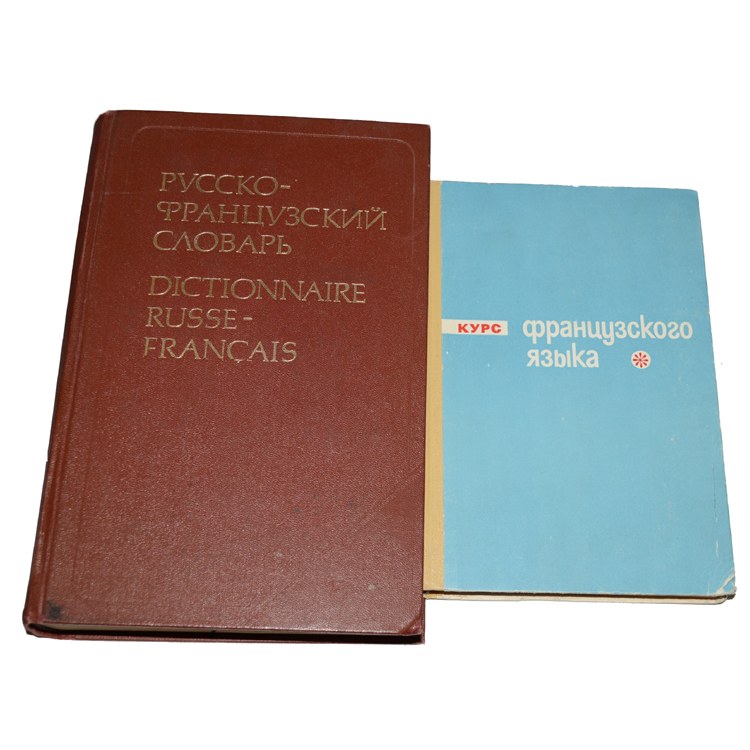 РУССКО-
ФРАНЦУЗСКИЙ
СЛОВАРЬ
DICTIONNAIRE
RUSSE-
FRANÇAIS
КУРС французского
языка